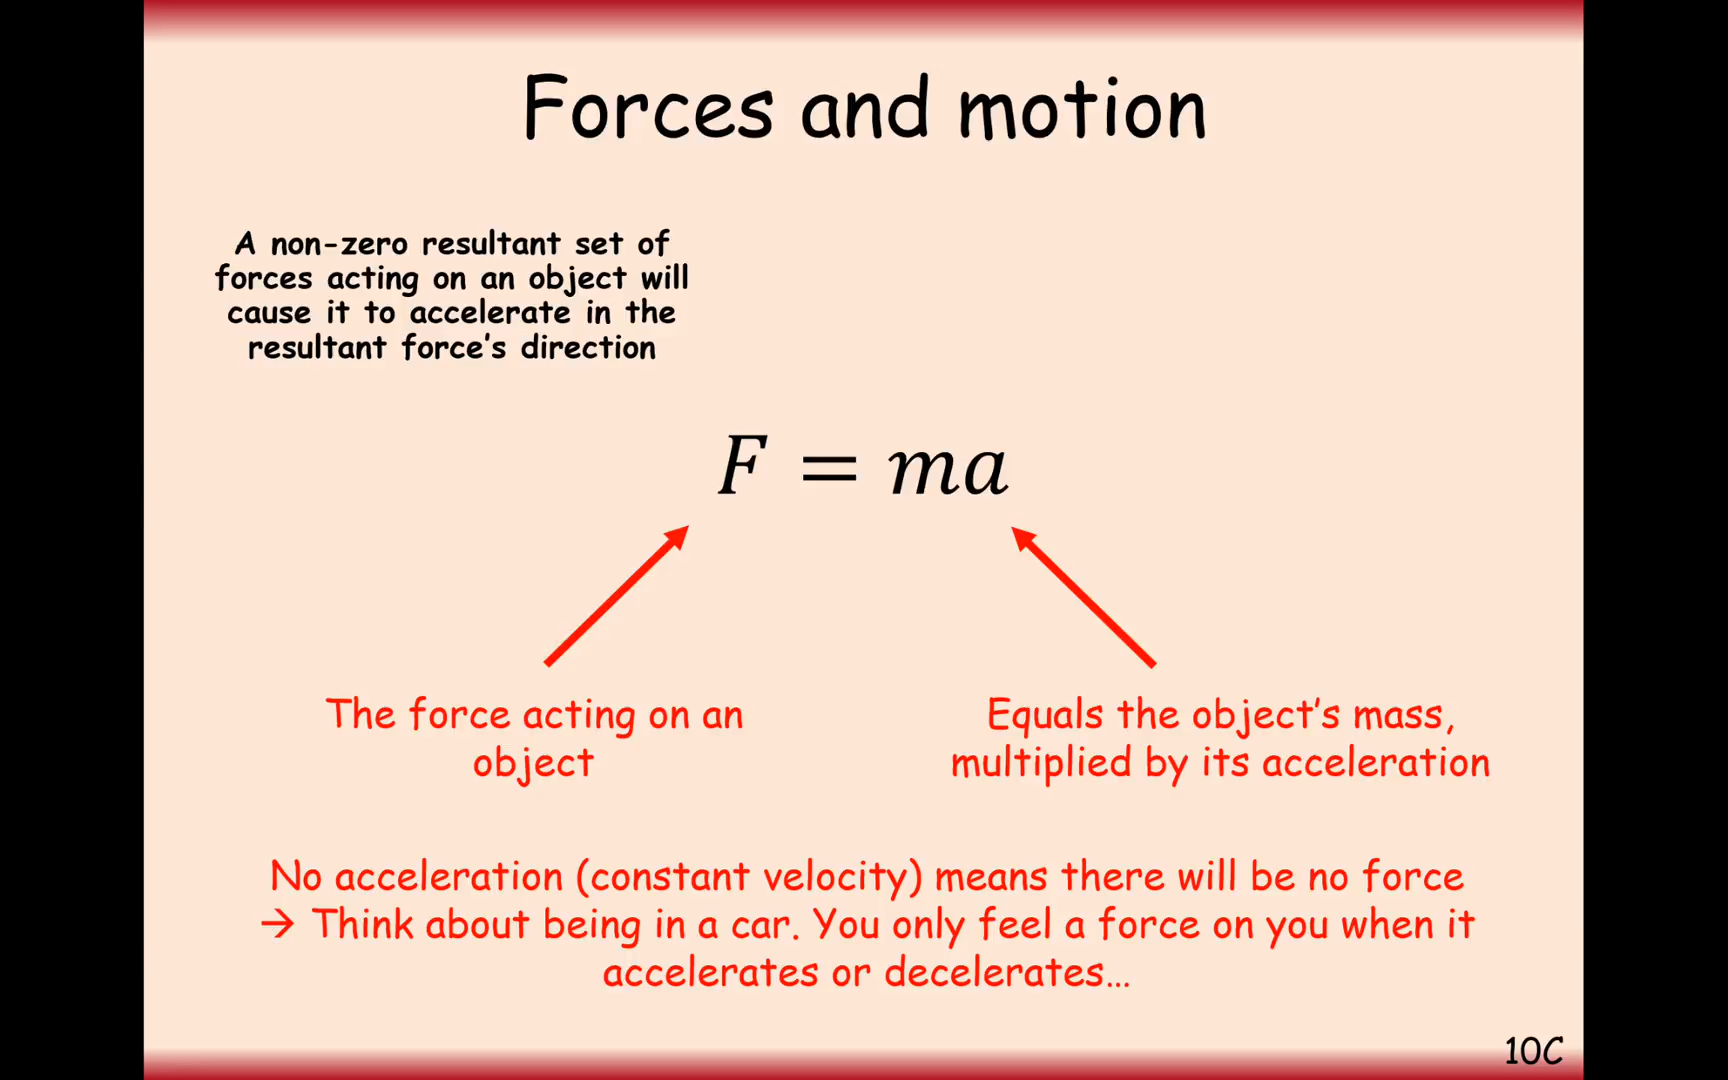 Forces and motion
A non-zero resultant set of
forces acting on an object will
cause it to accelerate in the
resultant force’s direction
F = ma
The force acting on an
object
Equals the object’s mass,
multiplied by its acceleration
No acceleration (constant velocity) means there will be no force
→ Think about being in a car. You only feel a force on you when it
accelerates or decelerates…
10C